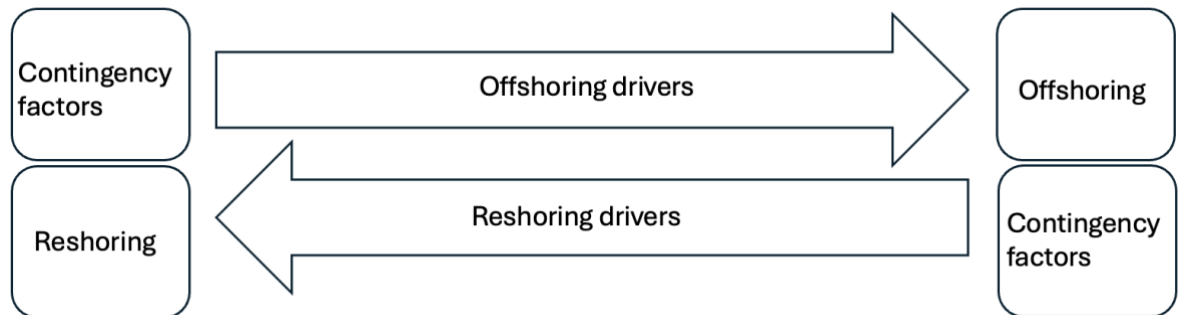 Contingency
factors
Offshoring drivers
Offshoring
Reshoring
Reshoring drivers
Contingency
factors